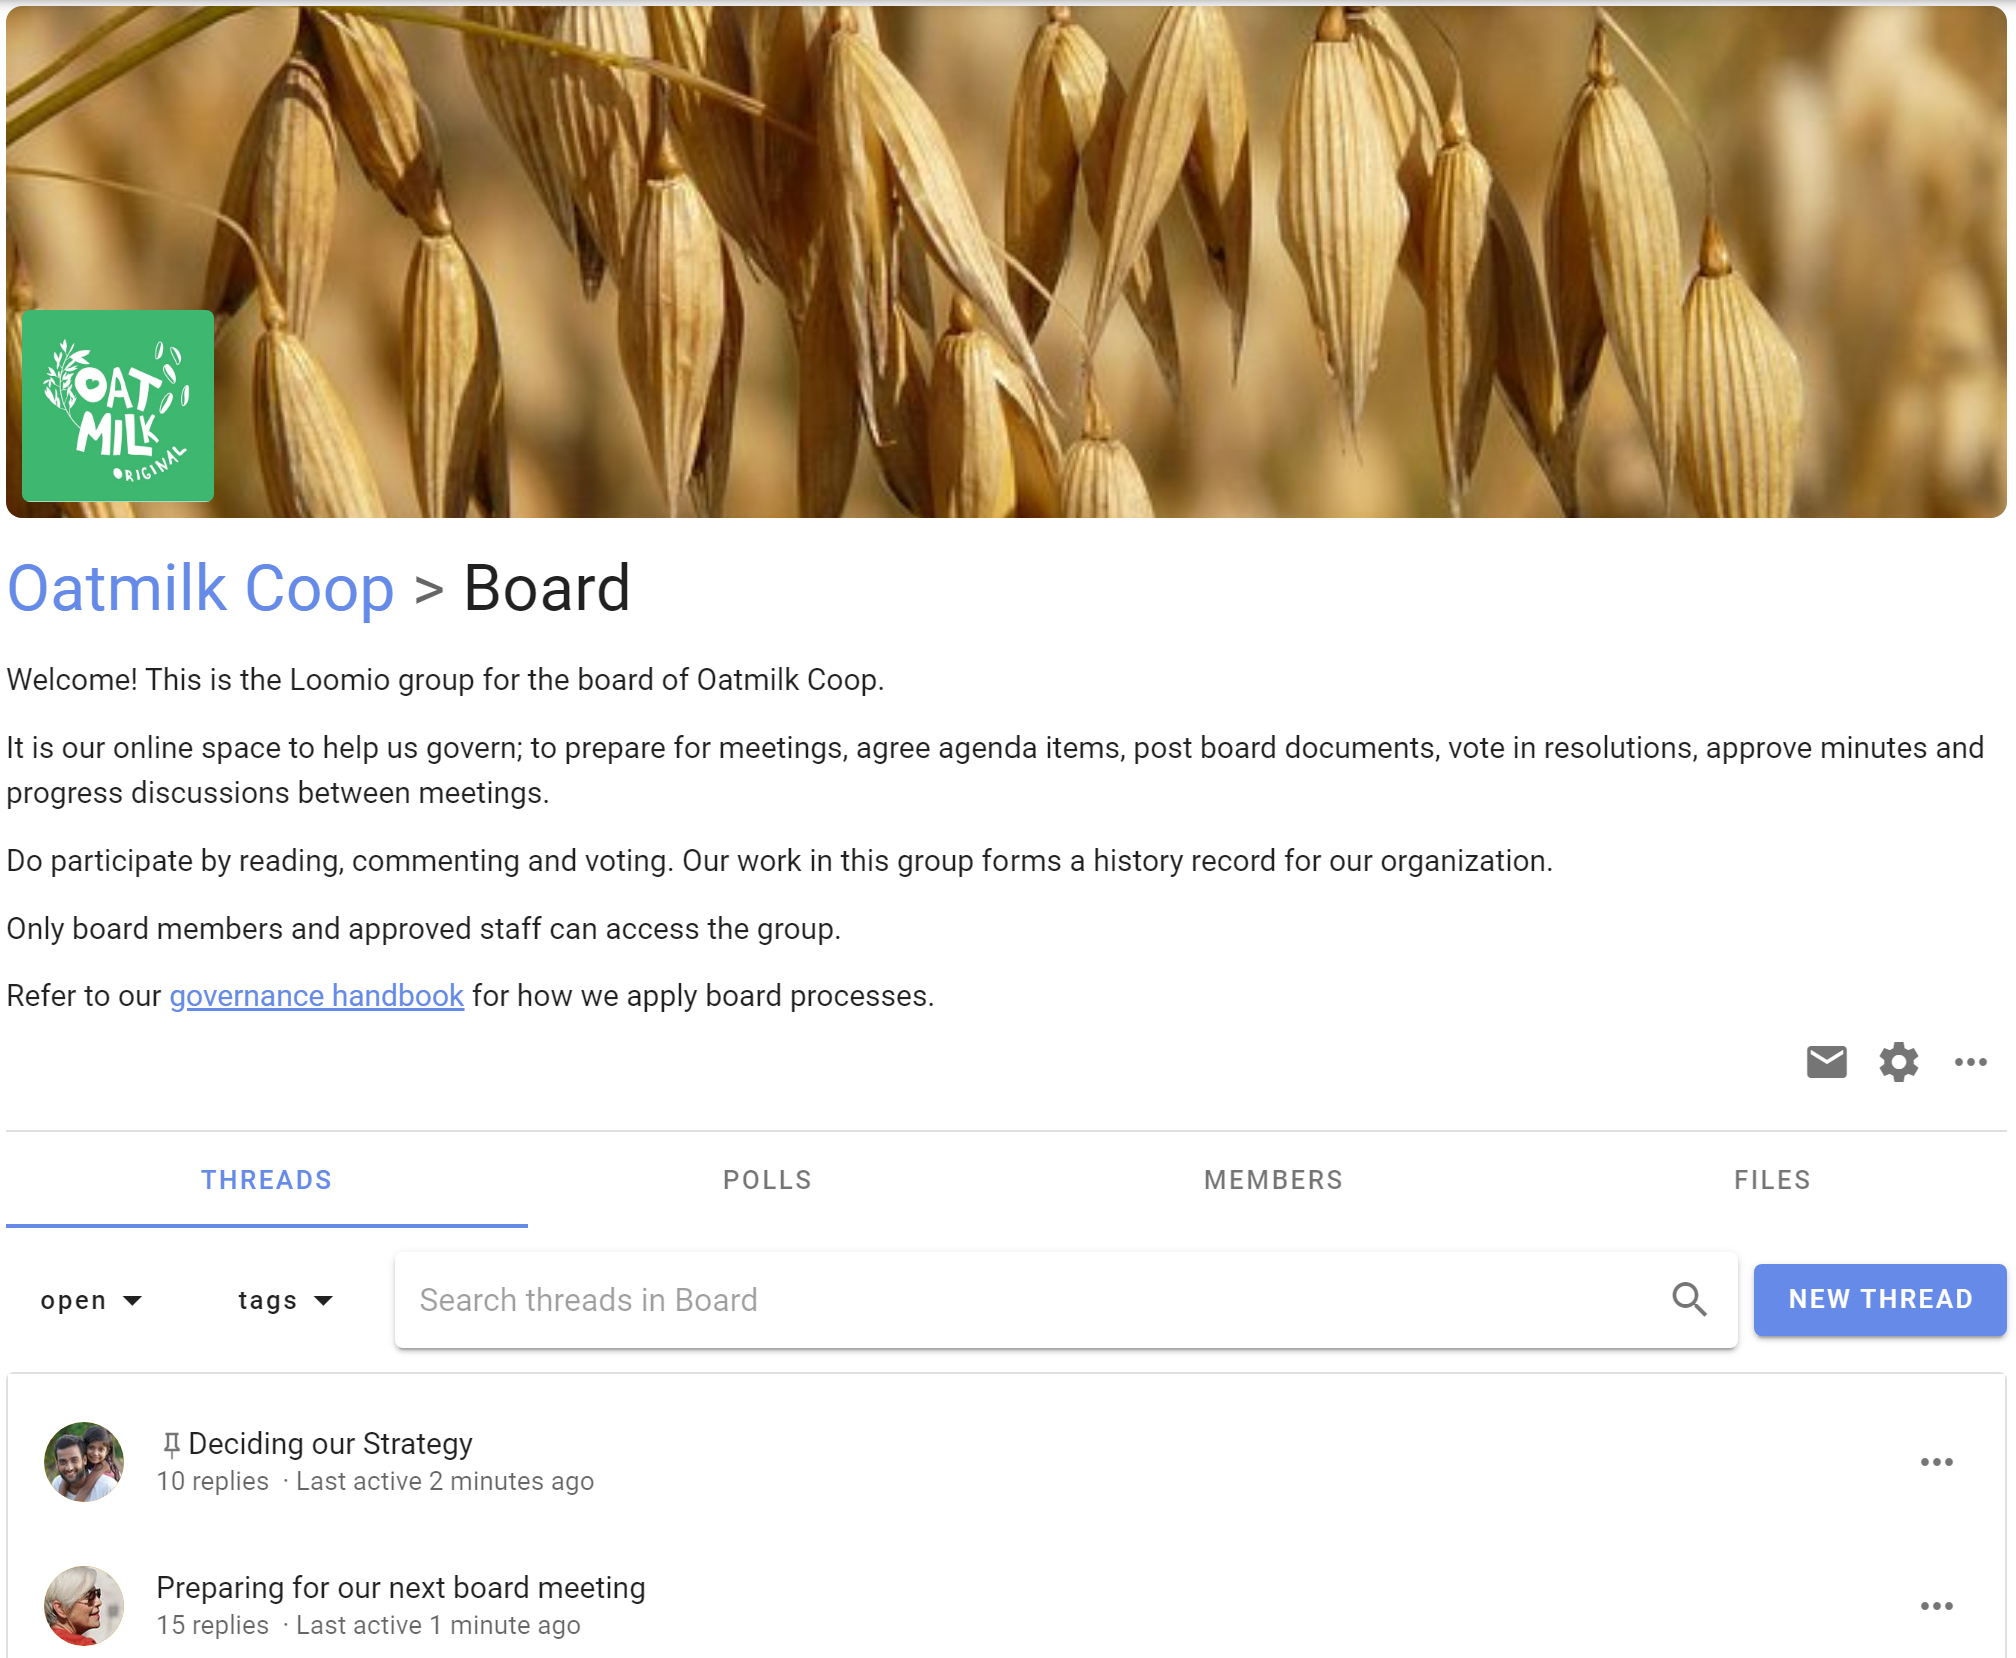 OAT
MILK
ORIGINAL
Oatmilk Coop > Board
Welcome! This is the Loomio group for the board of Oatmilk Coop.
It is our online space to help us govern; to prepare for meetings, agree agenda items, post board documents, vote in resolutions, approve minutes and
progress discussions between meetings.
Do participate by reading, commenting and voting. Our work in this group forms a history record for our organization.
Only board members and approved staff can access the group.
Refer to our governance handbook for how we apply board processes.
THREADS POLLS MEMBERS FILES
open tags Search threads in Board NEW THREAD
Deciding our Strategy
10 replies · Last active 2 minutes ago
Preparing for our next board meeting
15 replies · Last active 1 minute ago